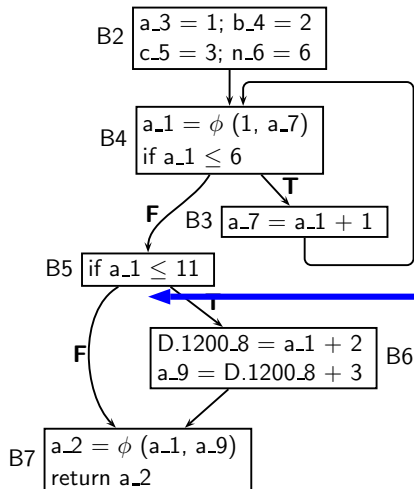 B2
a_3 = 1; b_4 = 2
c_5 = 3; n_6 = 6
B4
a_1 = ϕ (1, a_7)
if a_1 ≤ 6
T
F
B3
a_7 = a_1 + 1
B5
if a_1 ≤ 11
T
F
D.1200_8 = a_1 + 2
a_9 = D.1200_8 + 3
B6
B7
a_2 = ϕ (a_1, a_9)
return a_2